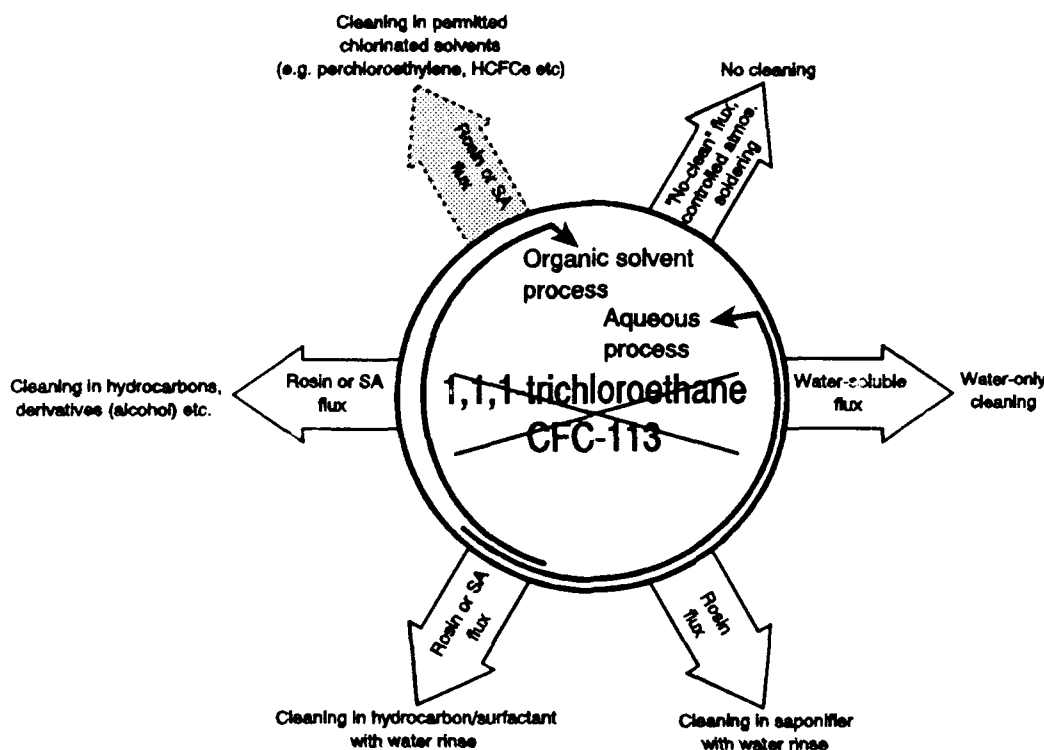 Cleaning in permitted
chlorinated solvents
(e.g. perchloroethylene, HCFCs etc)
No cleaning
Rosin or SA
flux
"No-clean" flux,
controlled atmos.
soldering
Organic solvent
process
Aqueous
process
Cleaning in hydrocarbons,
derivatives (alcohol) etc.
Rosin or SA
flux
1,1,1-trichloroethane
CFC-113
Water-soluble
flux
Water-only
cleaning
Rosin or SA
flux
Rosin
flux
Cleaning in hydrocarbon/surfactant
with water rinse
Cleaning in saponifier
with water rinse